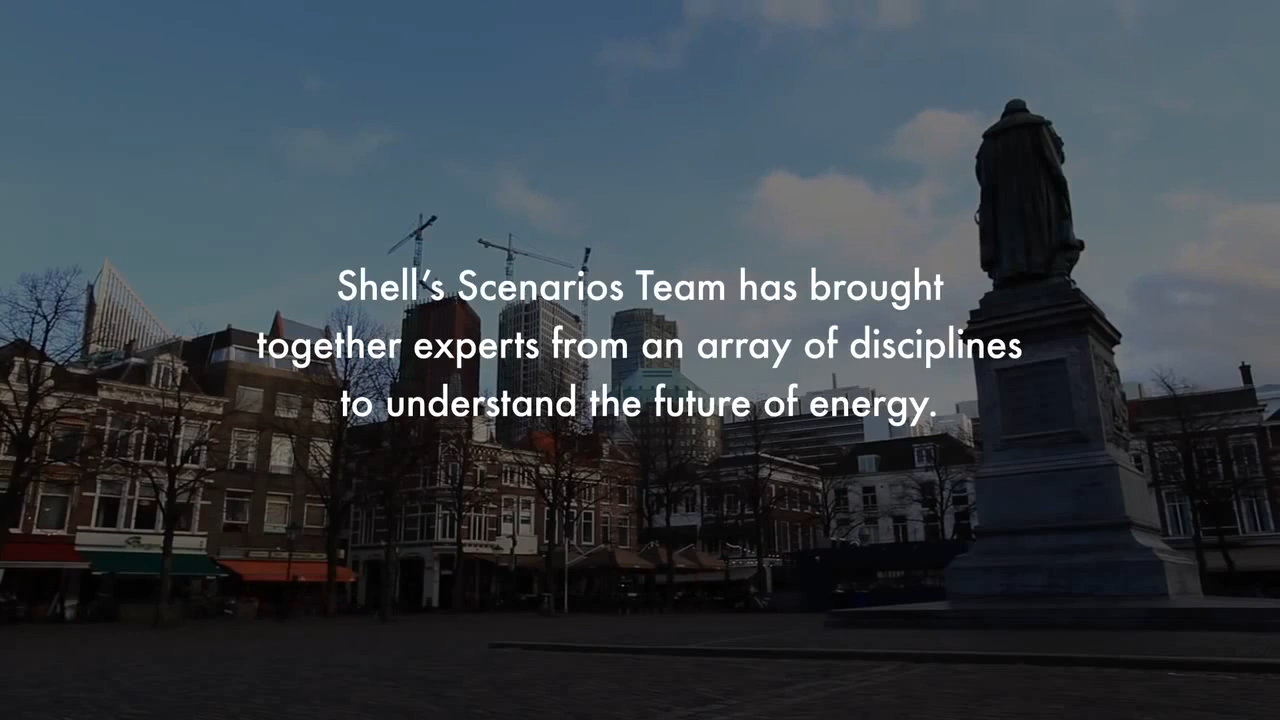 Shell’s Scenarios Team has brought
together experts from an array of disciplines
to understand the future of energy.